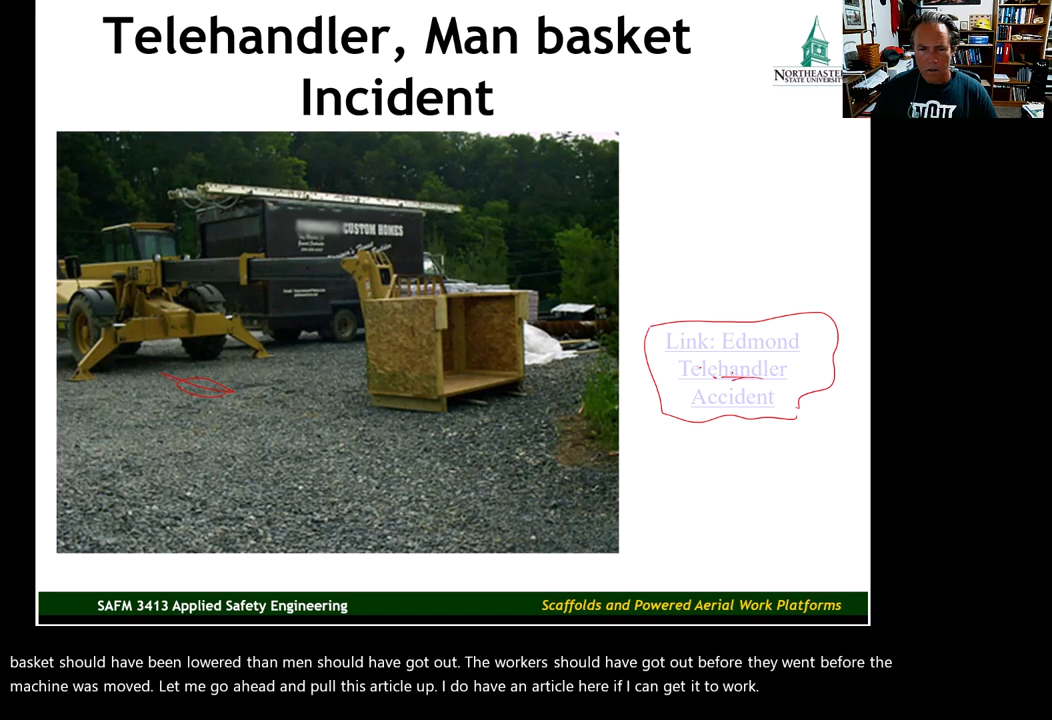 Telehandler, Man basket
Incident
NORTHEASTE
STATE UNIVERSIT
CUSTOM HOMES
Link: Edmond
Telehandler
Accident
SAFM 3413 Applied Safety Engineering
Scaffolds and Powered Aerial Work Platforms
basket should have been lowered than men should have got out. The workers should have got out before they went before the
machine was moved. Let me go ahead and pull this article up. I do have an article here if I can get it to work.